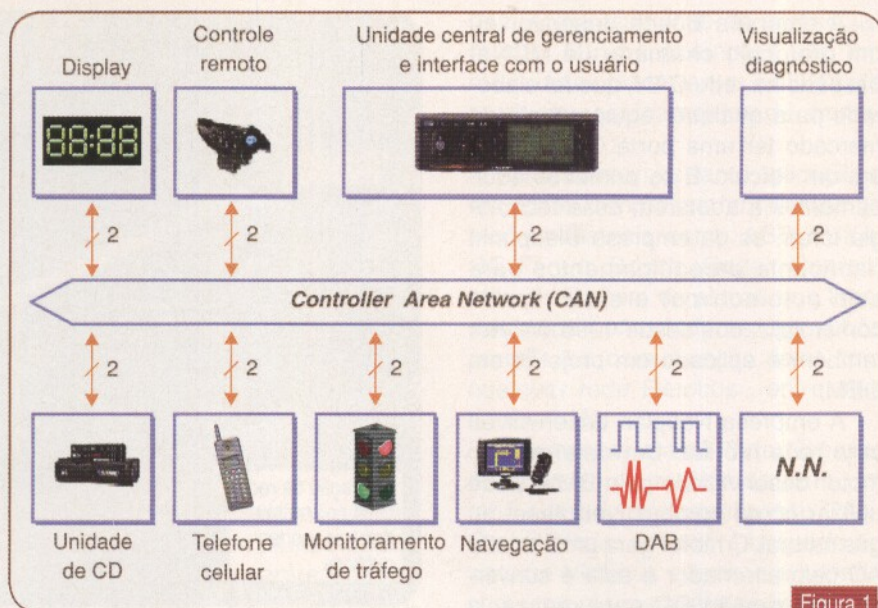 Display
Controle
remoto
Unidade central de gerenciamento
e interface com o usuário
Visualização
diagnóstico
88:88
2
2
2
2
Controller Area Network (CAN)
2
2
2
2
2
2
N.N.
Unidade
de CD
Telefone
celular
Monitoramento
de tráfego
Navegação
DAB
Figura 1